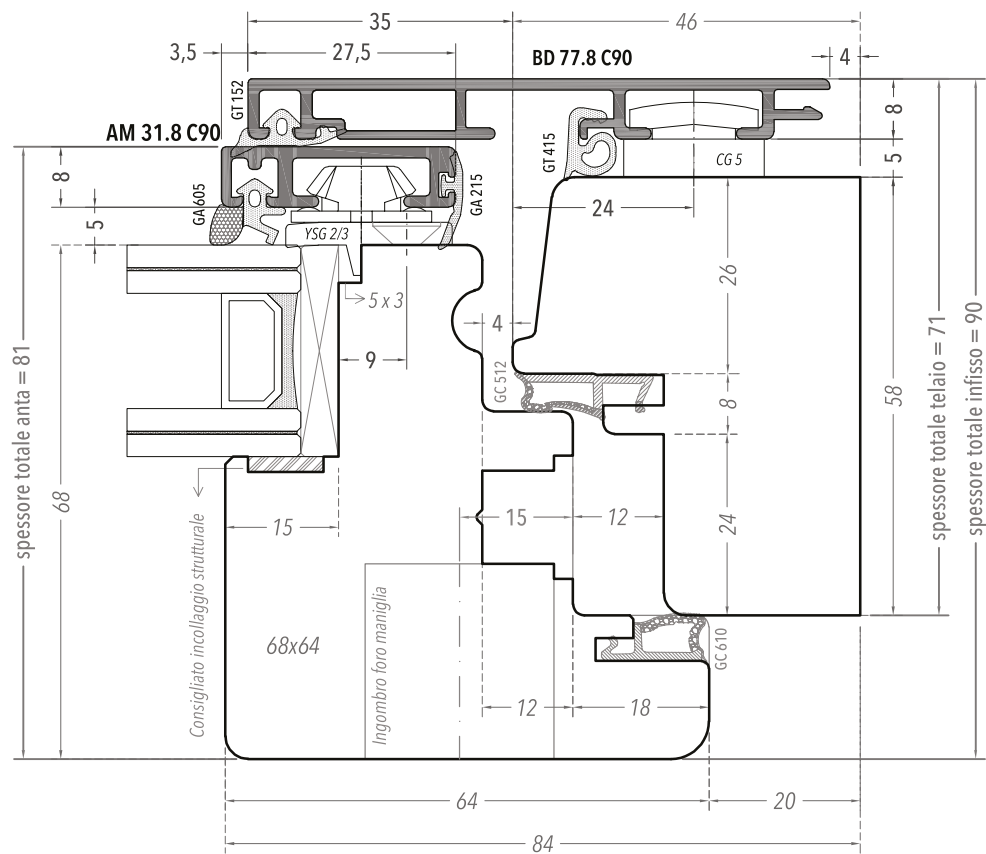 35
46
3,5
27,5
BD 77.8 C90
4
GT 152
8
AM 31.8 C90
GT 415
CG 5
5
8
GA 605
GA 215
24
5
YSG 2/3
26
5 x 3
4
9
GC 512
8
58
spessore totale anta = 81
spessore totale telaio = 71
spessore totale infisso = 90
68
15
15
12
24
Consigliato incollaggio strutturale
Ingombro foro maniglia
68x64
GC 610
12
18
64
20
84